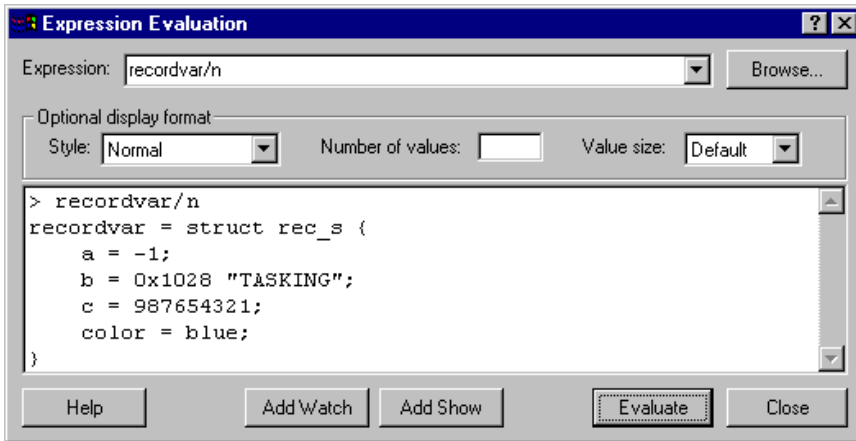 Expression Evaluation
Expression: recordvar/n Browse...
Optional display format
Style: Normal Number of values: Value size: Default
> recordvar/n
recordvar = struct rec_s {
    a = -1;
    b = 0x1028 "TASKING";
    c = 987654321;
    color = blue;
}
Help Add Watch Add Show Evaluate Close